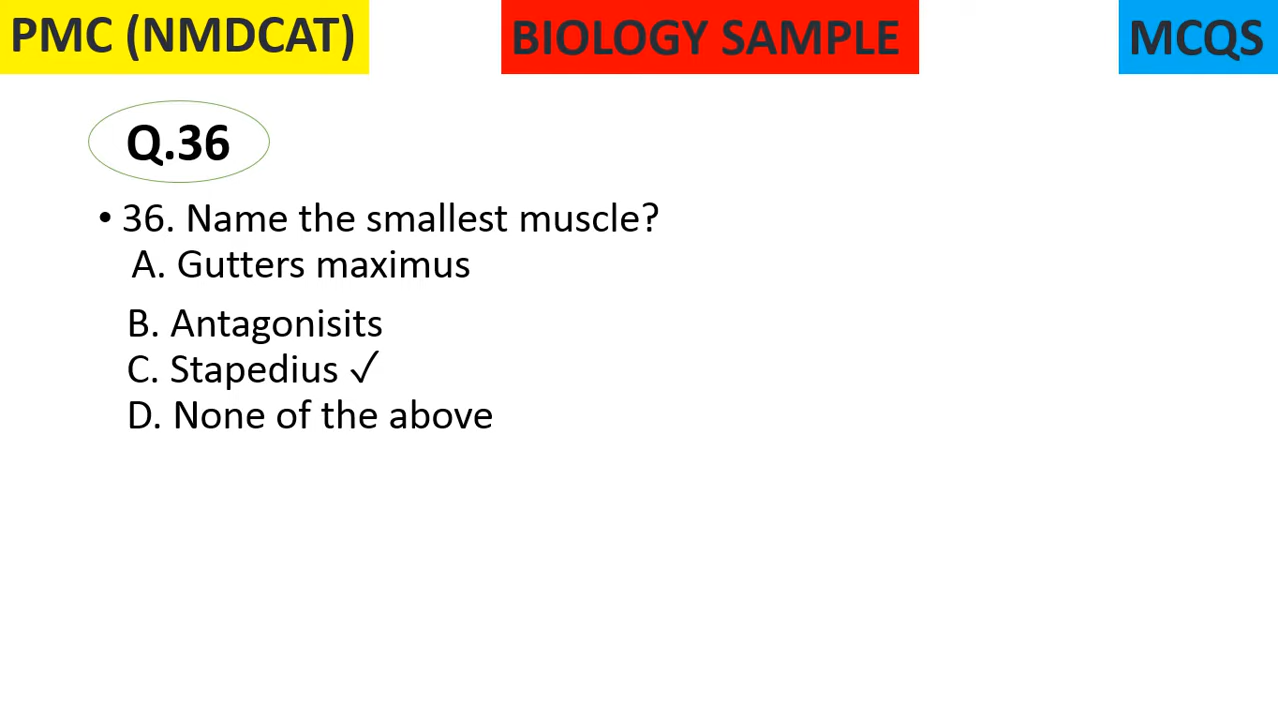 PMC (NMDCAT) BIOLOGY SAMPLE MCQS
Q.36
• 36. Name the smallest muscle?
A. Gutters maximus
B. Antagonisits
C. Stapedius ✓
D. None of the above